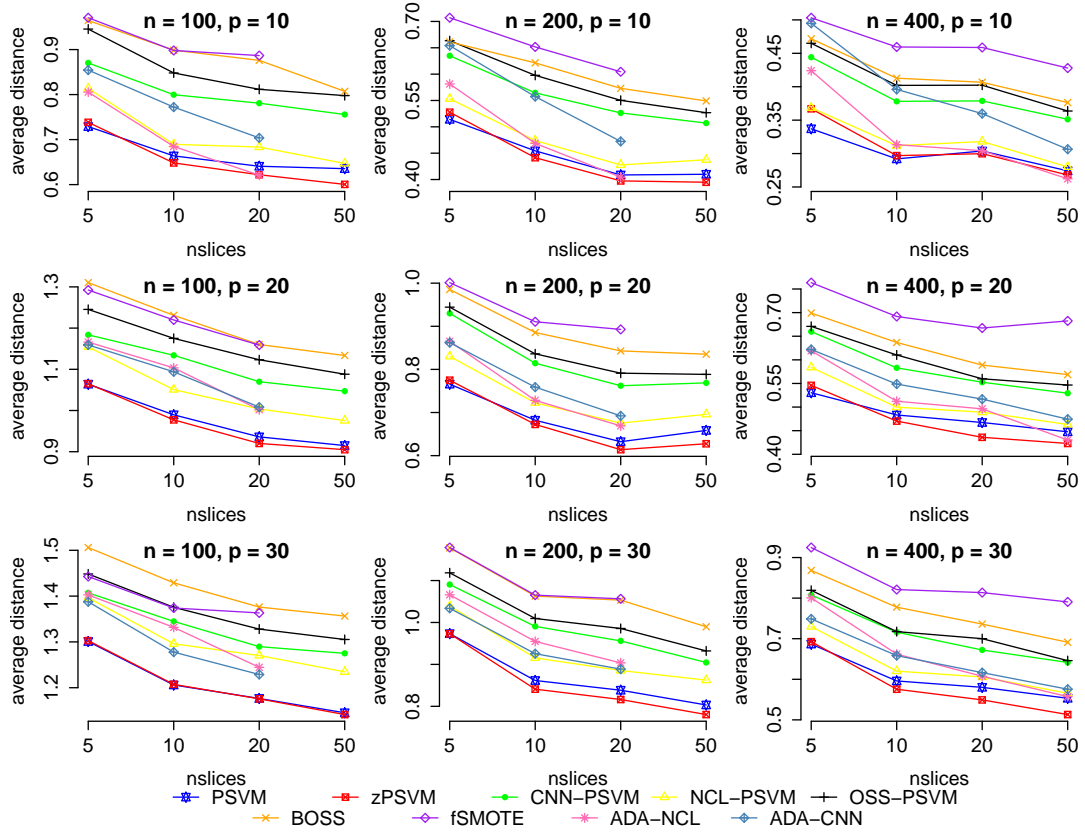 n = 100, p = 10
average distance
0.9
0.8
0.7
0.6
5 10 20 50
nslices
n = 200, p = 10
average distance
0.70
0.55
0.40
5 10 20 50
nslices
n = 400, p = 10
average distance
0.45
0.35
0.25
5 10 20 50
nslices
n = 100, p = 20
average distance
1.3
1.1
0.9
5 10 20 50
nslices
n = 200, p = 20
average distance
1.0
0.8
0.6
5 10 20 50
nslices
n = 400, p = 20
average distance
0.70
0.55
0.40
5 10 20 50
nslices
n = 100, p = 30
average distance
1.5
1.4
1.3
1.2
5 10 20 50
nslices
n = 200, p = 30
average distance
1.0
0.8
5 10 20 50
nslices
n = 400, p = 30
average distance
0.9
0.7
0.5
5 10 20 50
nslices
PSVM zPSVM CNN−PSVM NCL−PSVM OSS−PSVM
BOSS fSMOTE ADA−NCL ADA−CNN